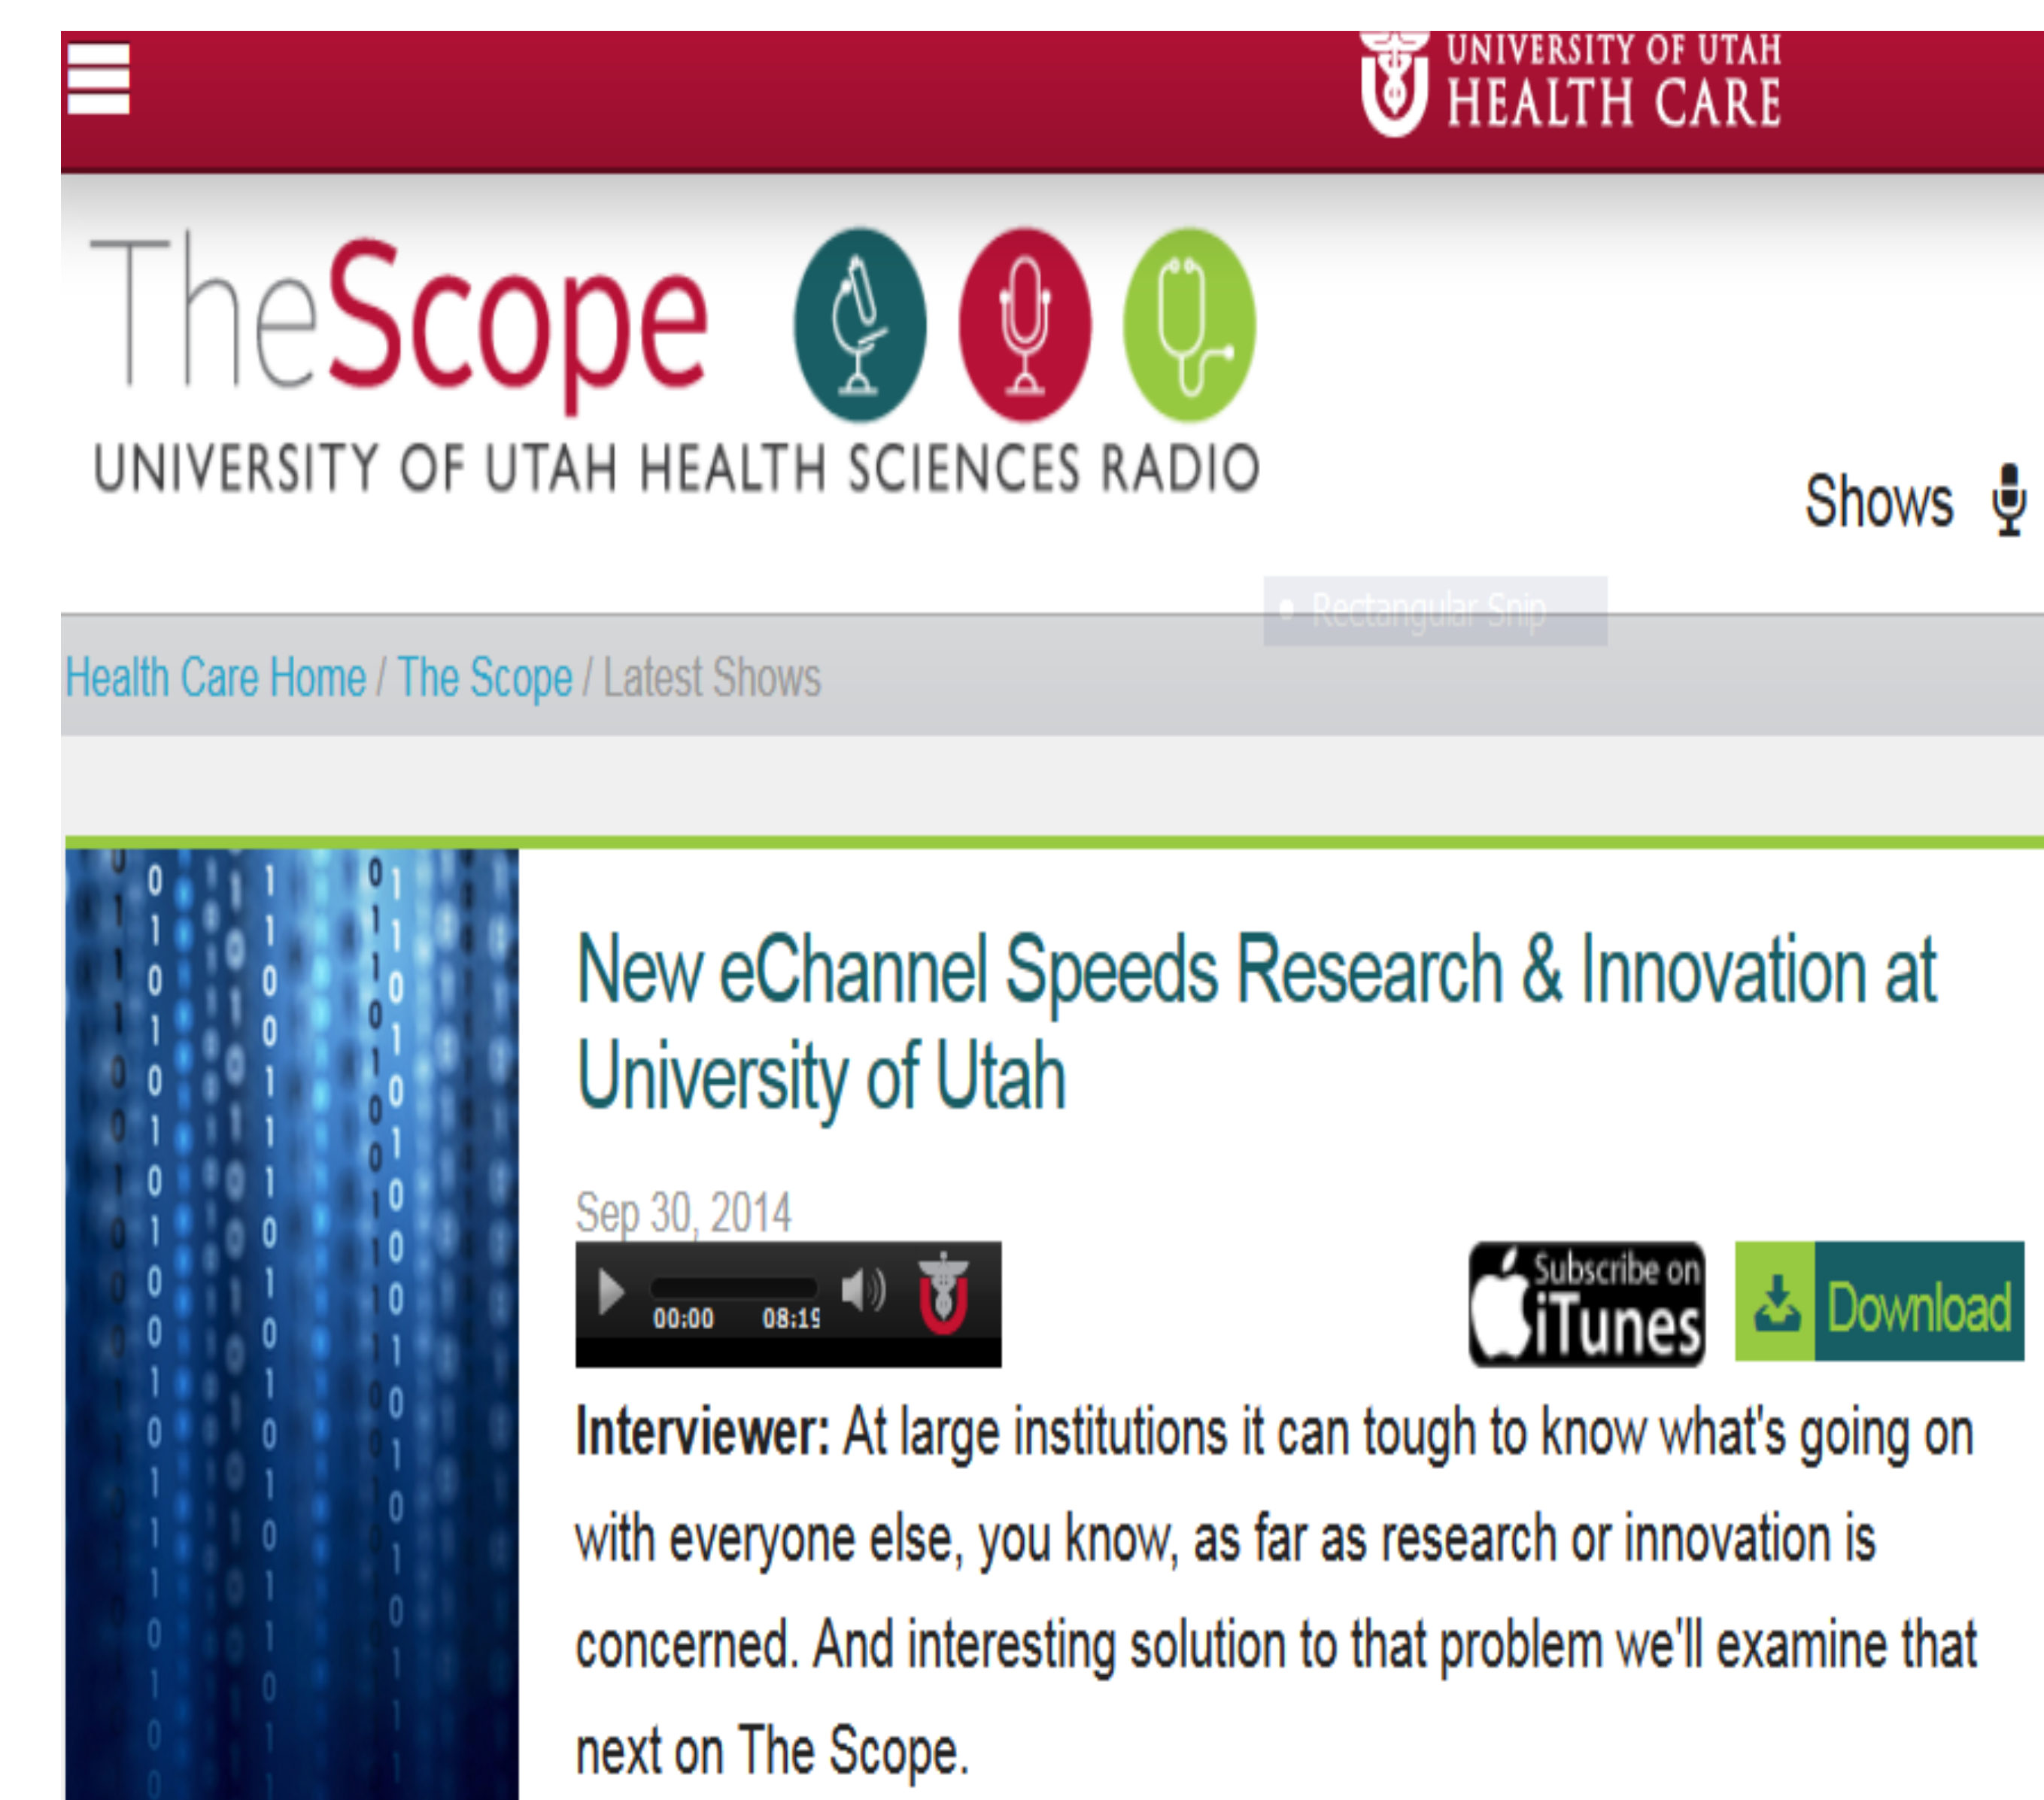 UNIVERSITY OF UTAH
HEALTH CARE
TheScope
UNIVERSITY OF UTAH HEALTH SCIENCES RADIO
Shows
• Rectangular Snip
Health Care Home / The Scope / Latest Shows
New eChannel Speeds Research & Innovation at
University of Utah
Sep 30, 2014
00:00 08:19
Subscribe on
iTunes
Download
Interviewer: At large institutions it can tough to know what's going on
with everyone else, you know, as far as research or innovation is
concerned. And interesting solution to that problem we'll examine that
next on The Scope.